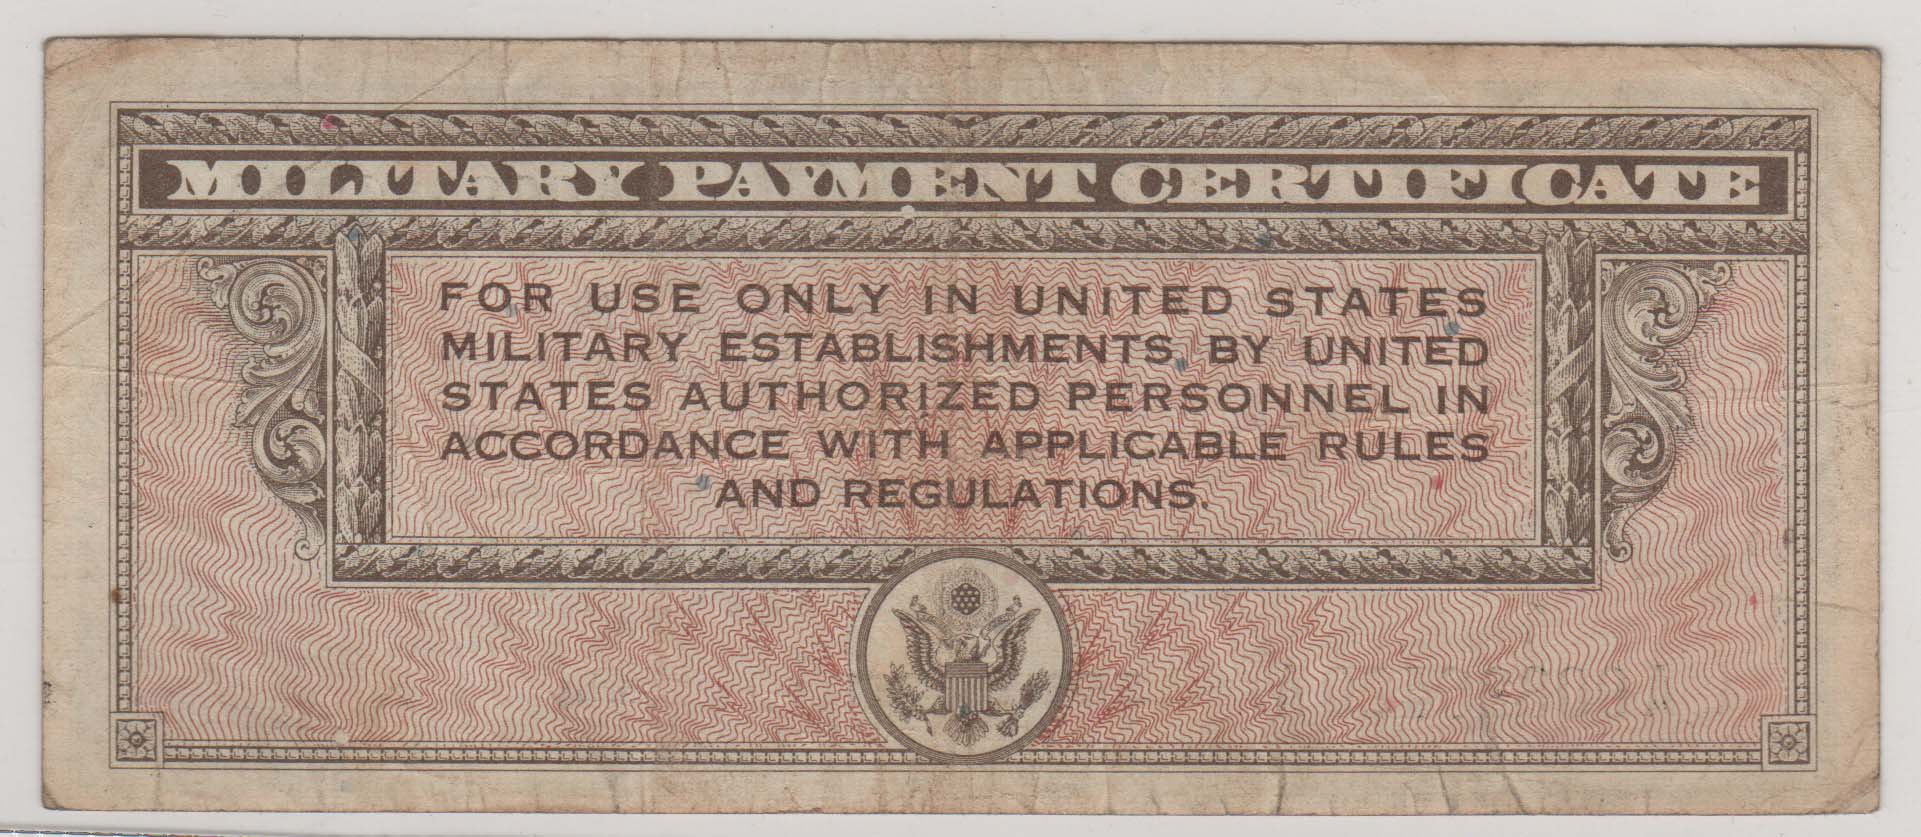 MILITARY PAYMENT CERTIFICATE
FOR USE ONLY IN UNITED STATES
MILITARY ESTABLISHMENTS BY UNITED
STATES AUTHORIZED PERSONNEL IN
ACCORDANCE WITH APPLICABLE RULES
AND REGULATIONS.